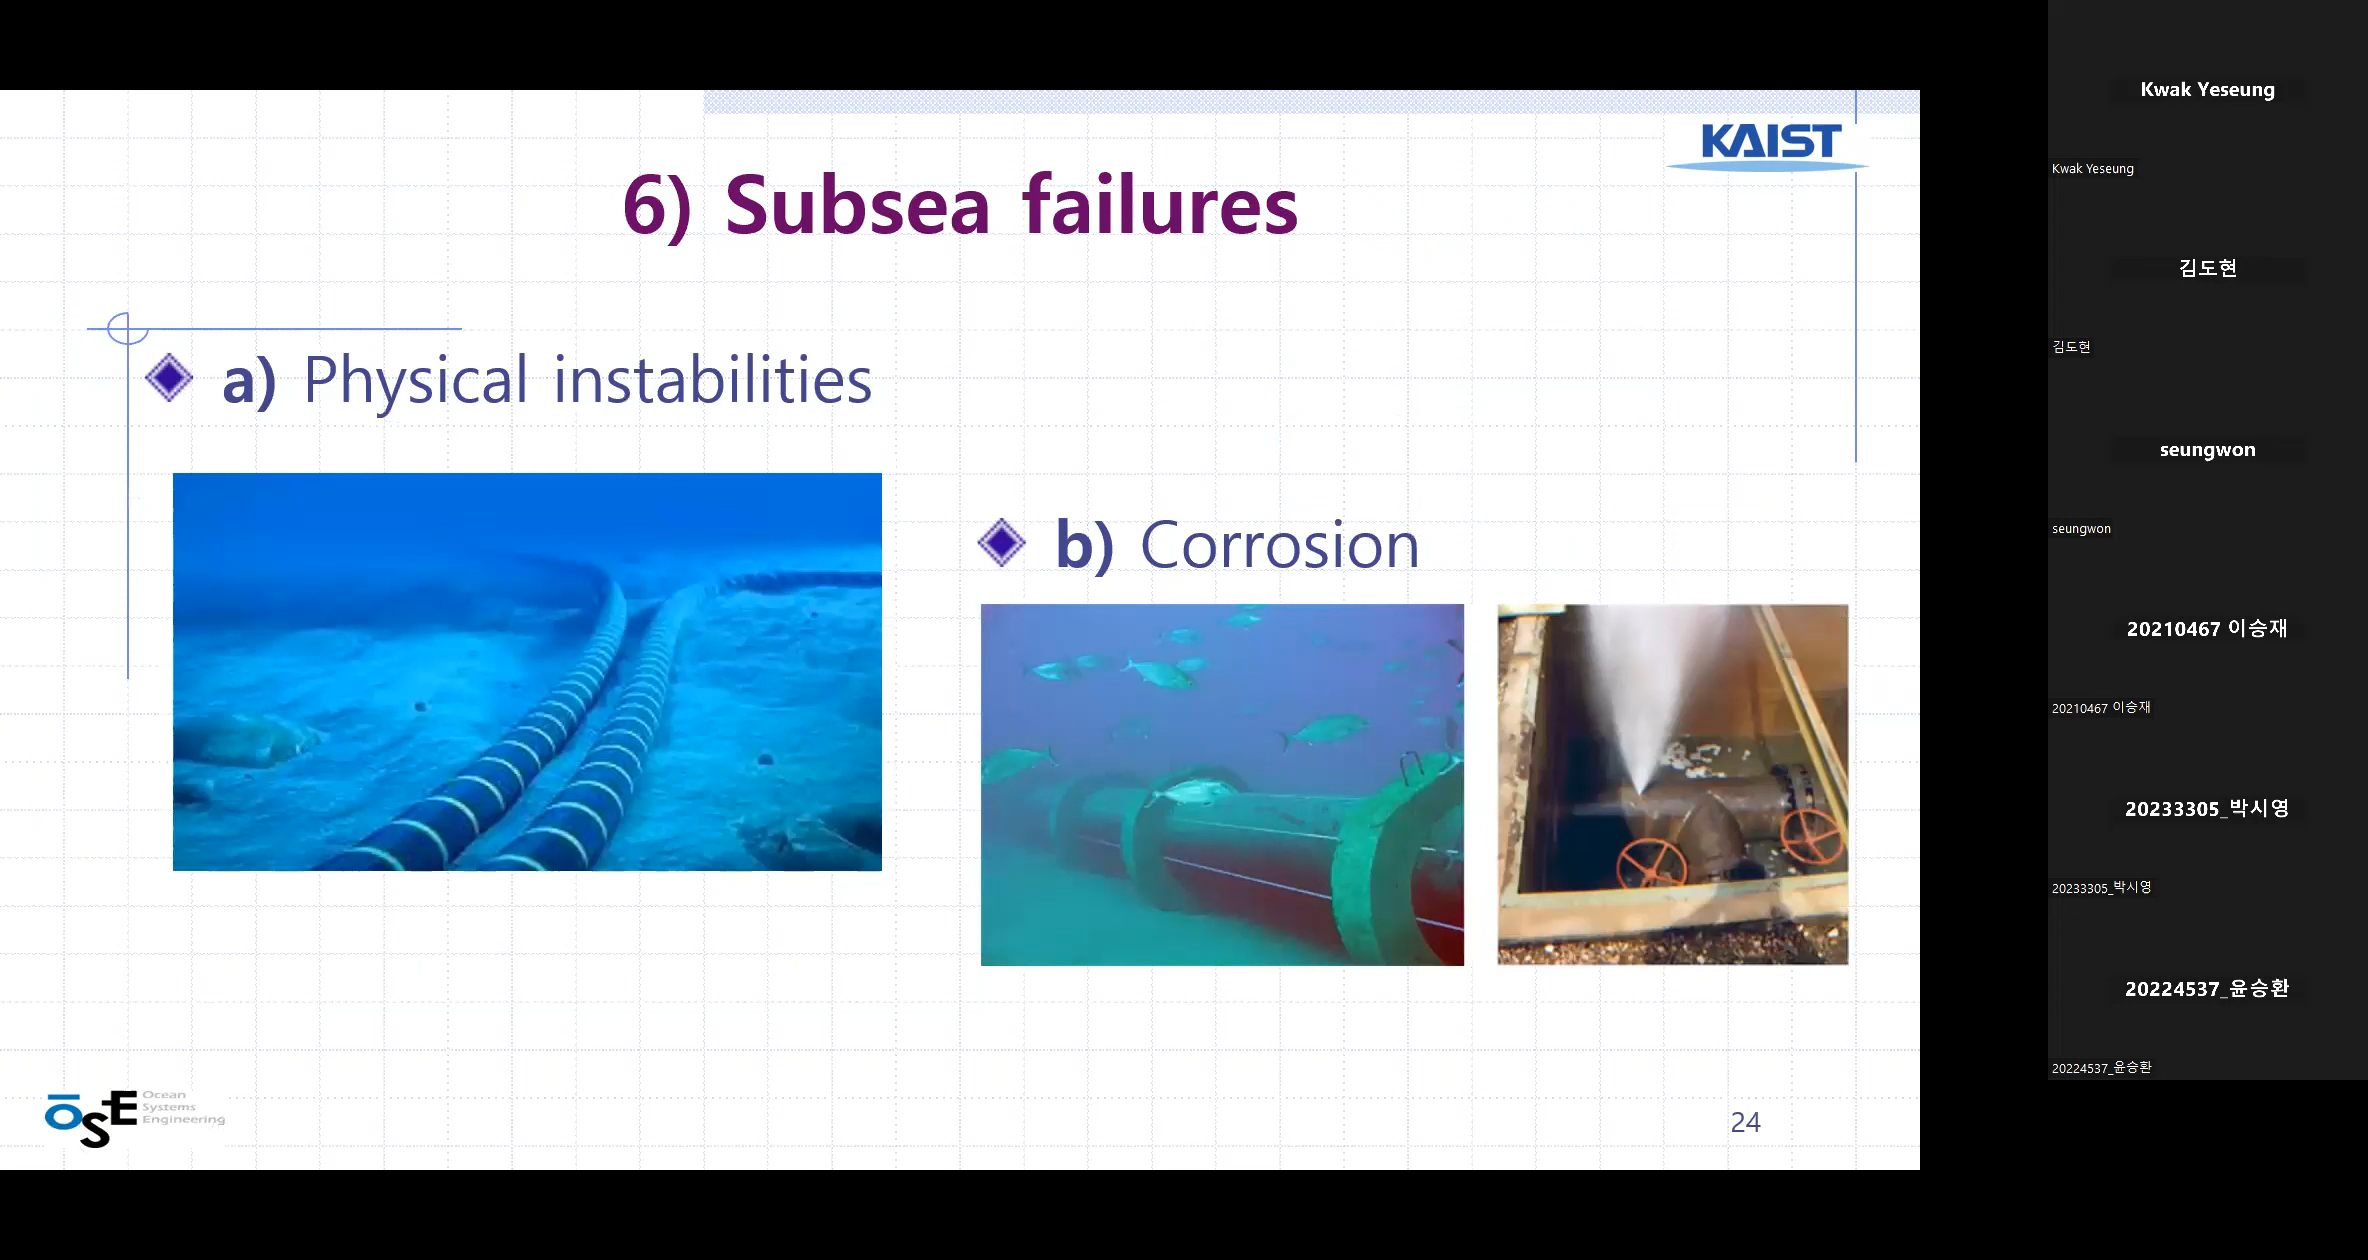 KAIST
6) Subsea failures
a) Physical instabilities
b) Corrosion
OSE Ocean
Systems
Engineering
24
Kwak Yeseung
Kwak Yeseung
김도현
김도현
seungwon
seungwon
20210467 이승재
20210467 이승재
20233305_박시영
20233305_박시영
20224537_윤승환
20224537_윤승환